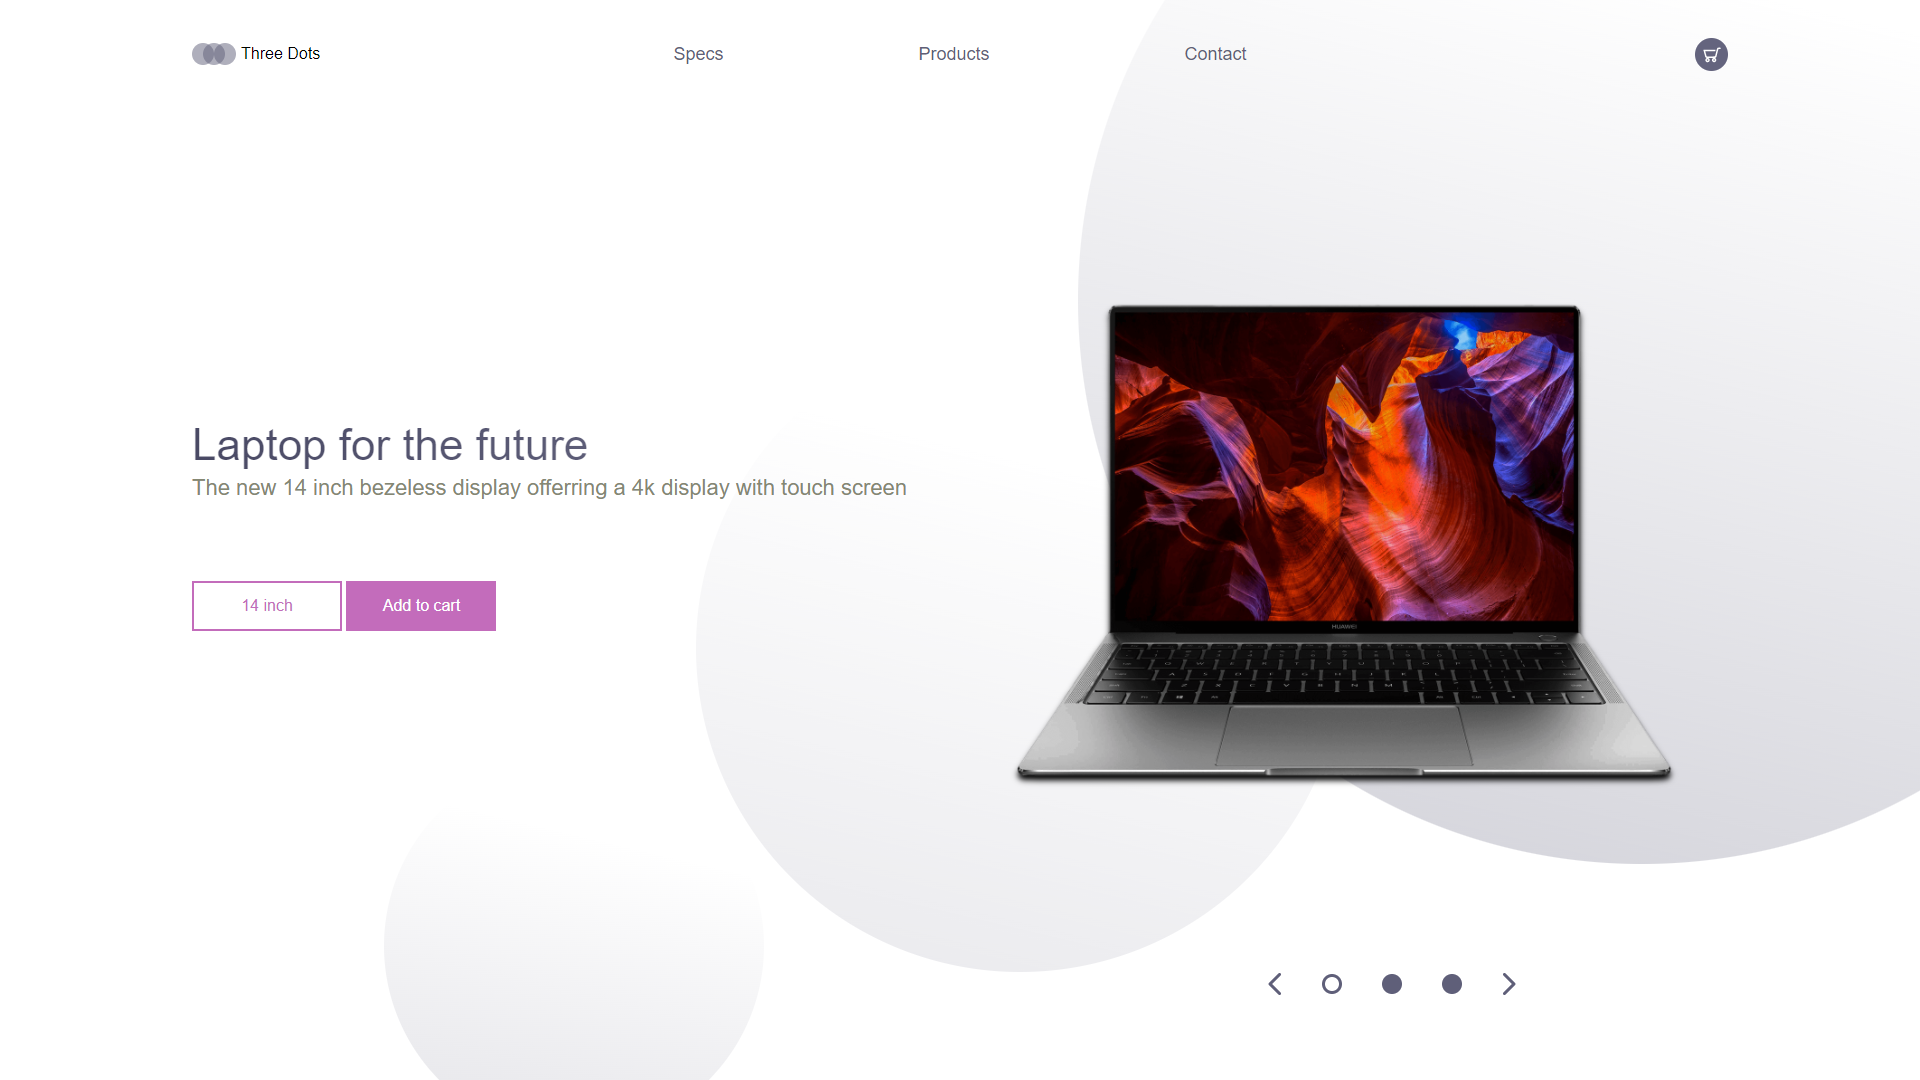 Three Dots
Specs
Products
Contact
Laptop for the future
The new 14 inch bezeless display offerring a 4k display with touch screen
14 inch
Add to cart
HUAWEI